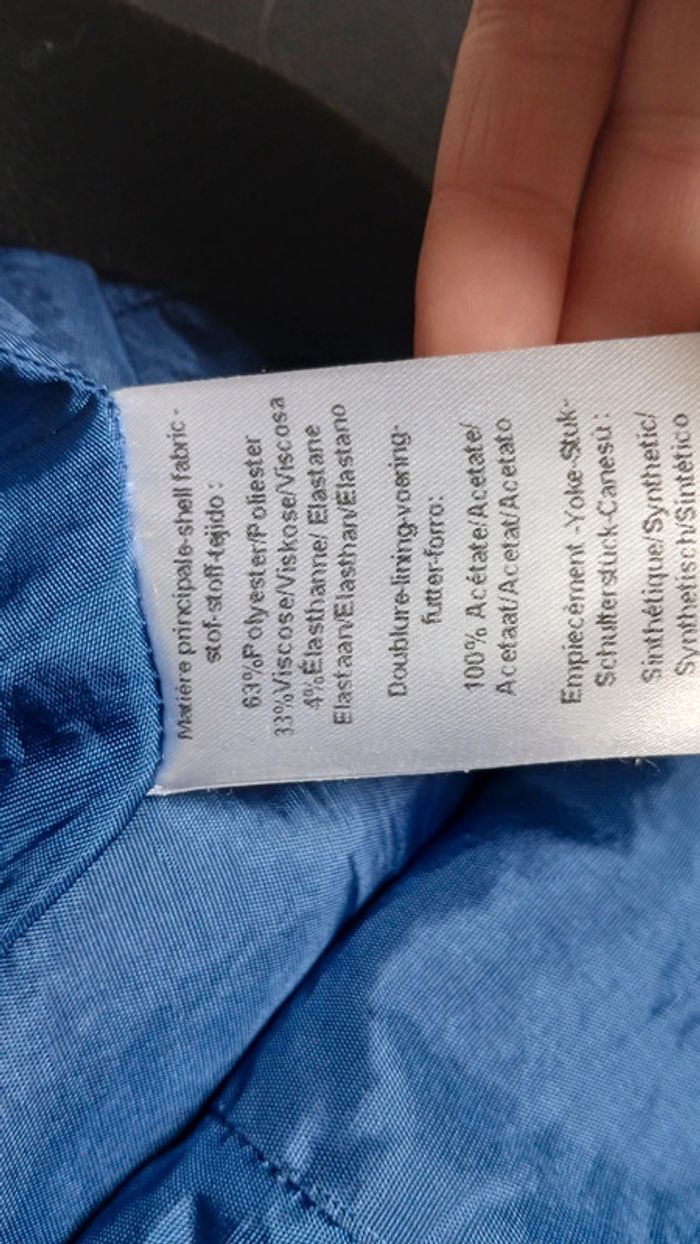 Matière principale-shell fabric -
stof-stoff-tejido :
63%Polyester/Poliester
33%Viscose/Viskose/Viscosa
4%Élasthanne/ Elastane
Elastaan/Elasthan/Elastano
Doublure-lining-voering-
futter-forro:
100% Acétate/Acetate/
Acetaat/Acetat/Acetato
Empiecément -Yoke-Stuk-
Schulterstuck-Canesú :
Sinthétique/Synthetic/
Synthetisch/Sintético